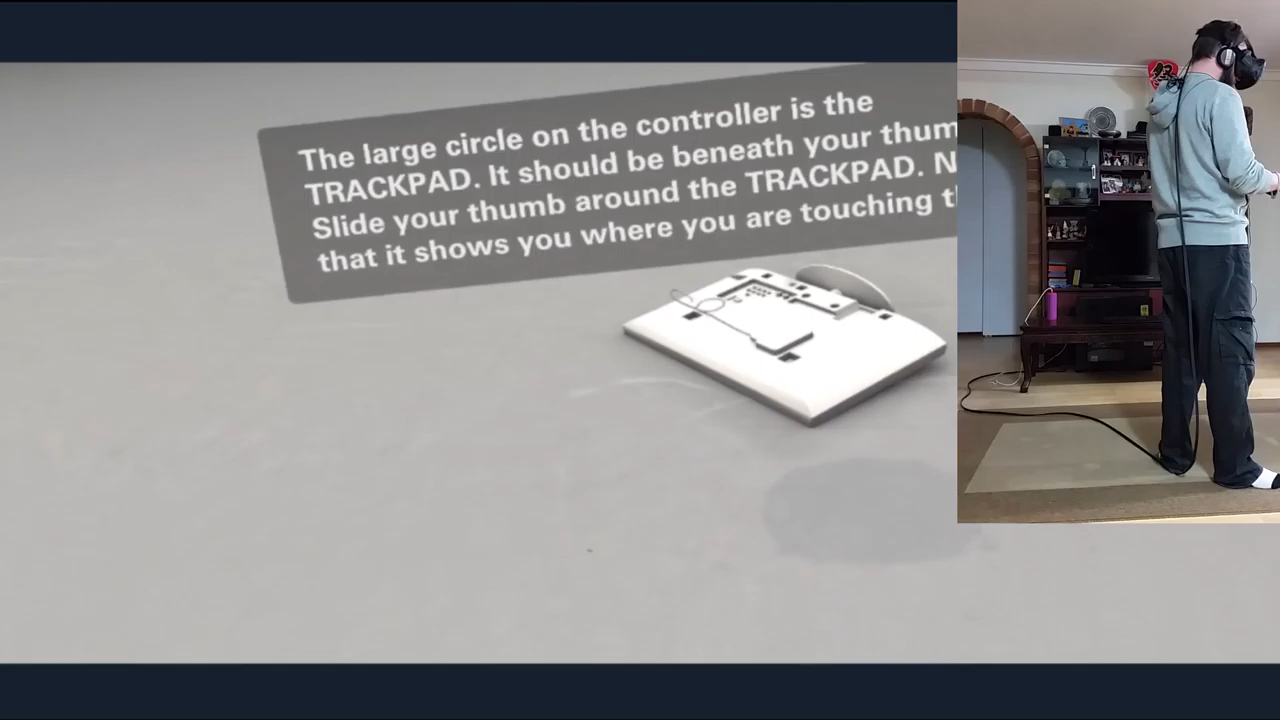 The large circle on the controller is the
TRACKPAD. It should be beneath your thum
Slide your thumb around the TRACKPAD. N
that it shows you where you are touching t